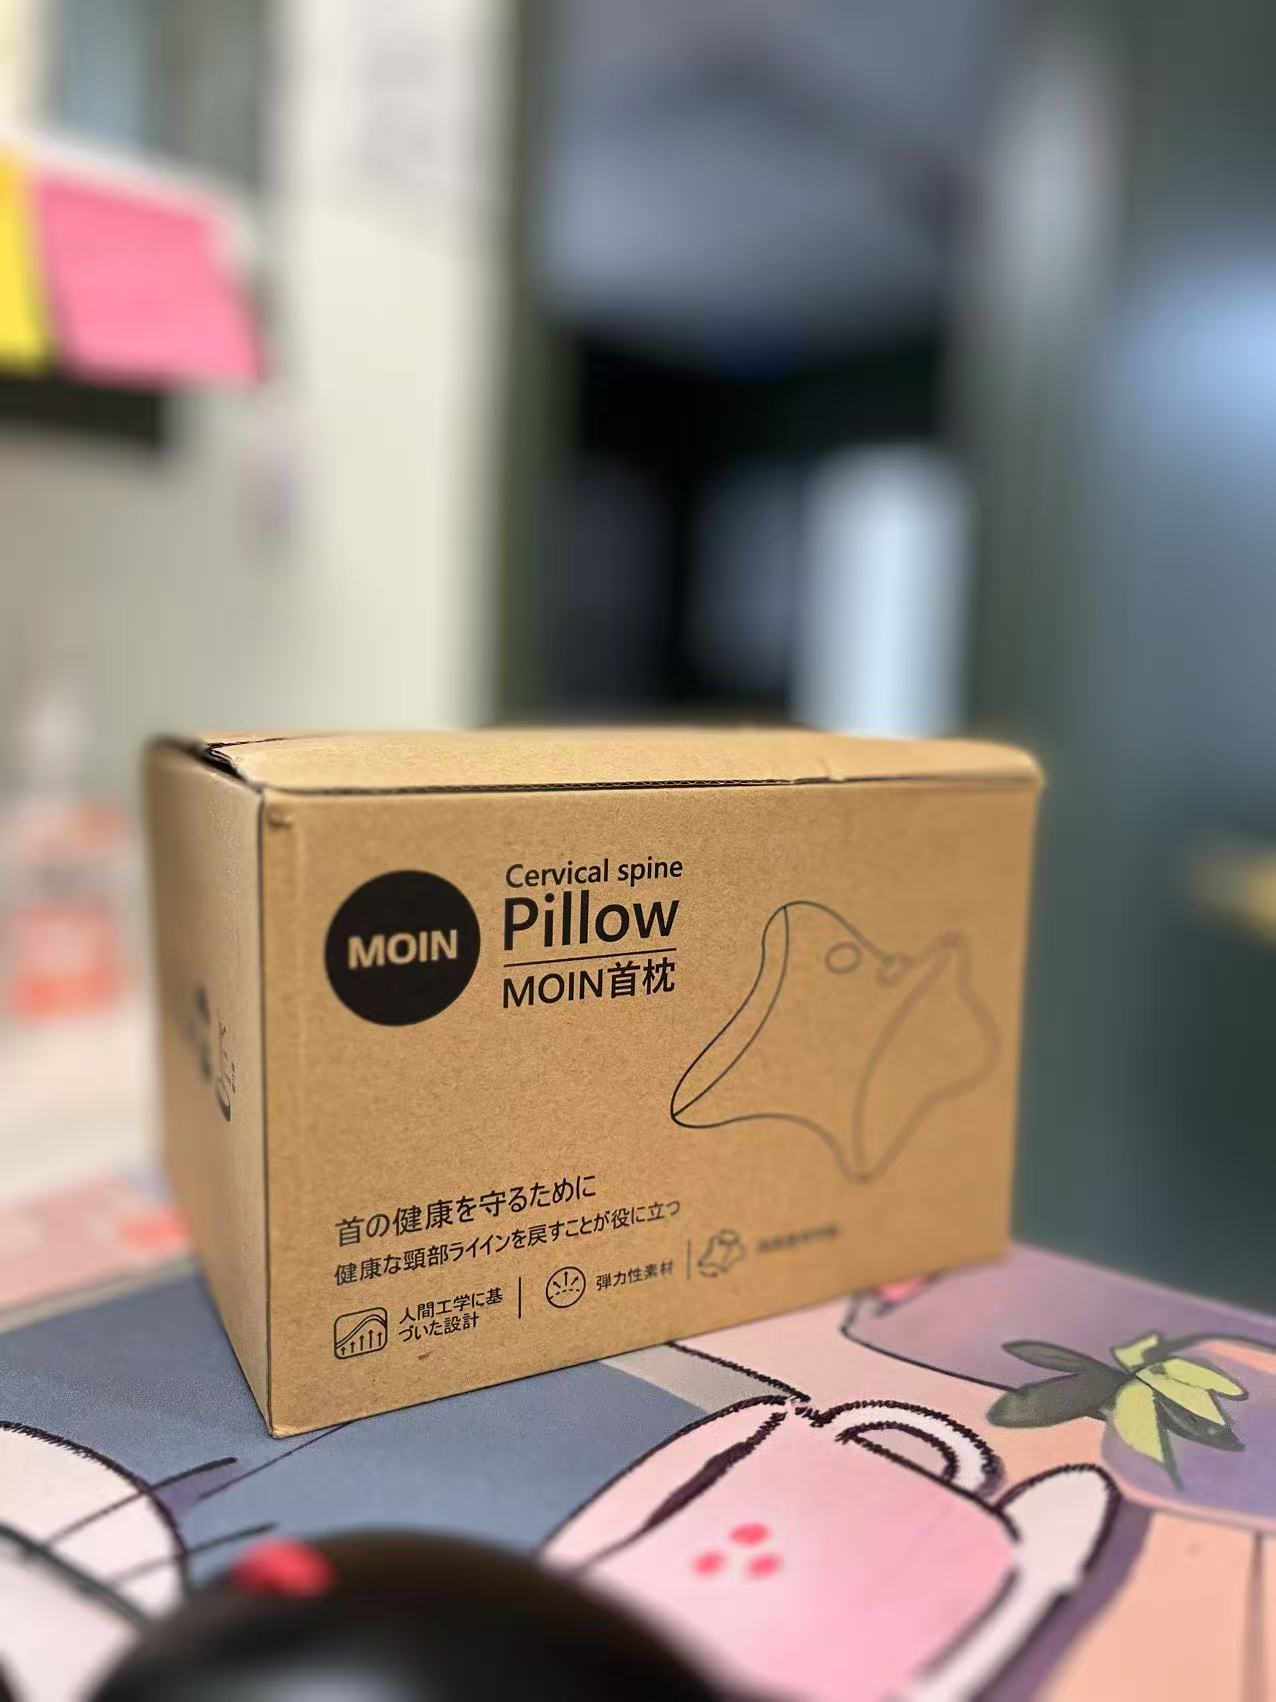 MOIN
Cervical spine
Pillow
MOIN首枕
首の健康を守るために
健康な頸部ライインを戻すことが役に立つ
人間工学に基
づいた設計
弾力性素材